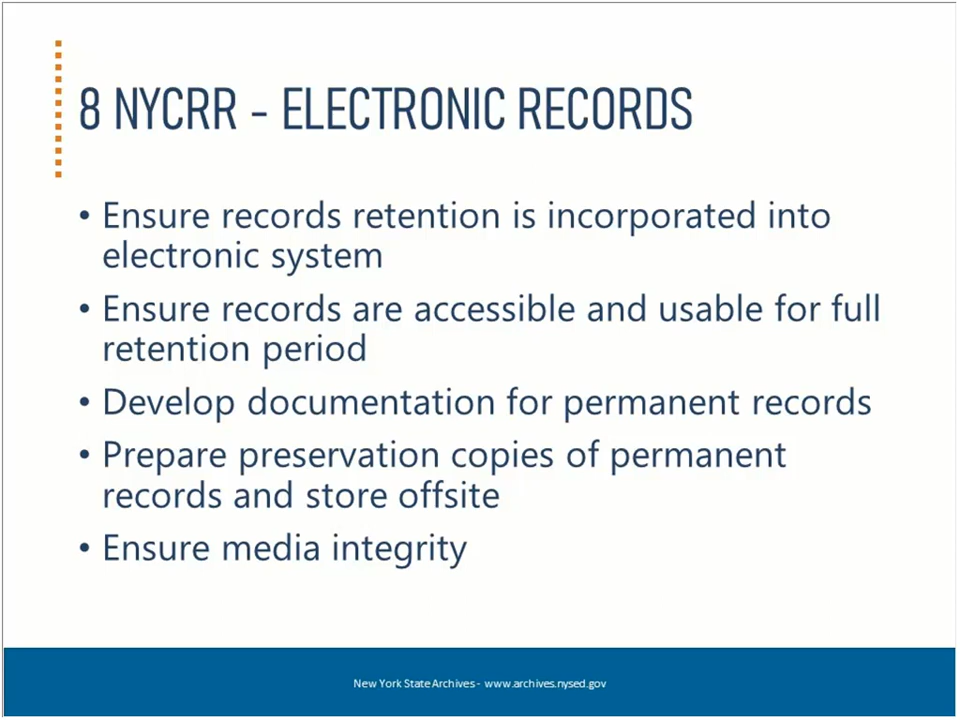 8 NYCRR – ELECTRONIC RECORDS
• Ensure records retention is incorporated into
electronic system
• Ensure records are accessible and usable for full
retention period
• Develop documentation for permanent records
• Prepare preservation copies of permanent
records and store offsite
• Ensure media integrity
New York State Archives - www.archives.nysed.gov